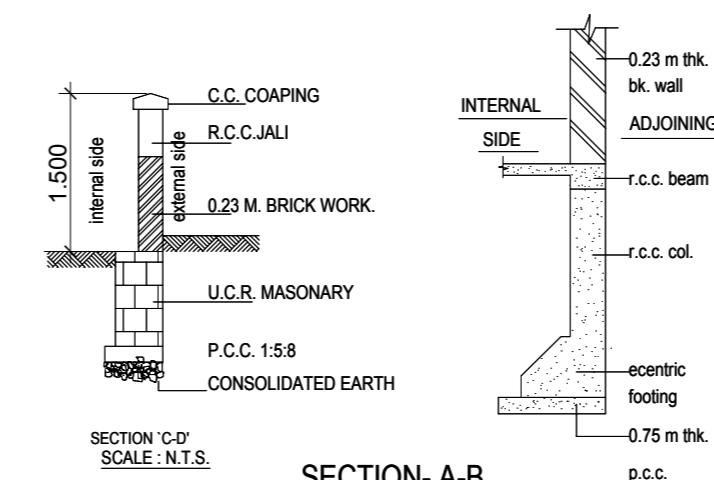 C.C. COAPING
R.C.C.JALI
1.500
internal side
external side
0.23 M. BRICK WORK.
U.C.R. MASONARY
P.C.C. 1:5:8
CONSOLIDATED EARTH
SECTION `C-D'
SCALE : N.T.S.
0.23 m thk.
bk. wall
INTERNAL
SIDE
ADJOINING
r.c.c. beam
r.c.c. col.
ecentric
footing
0.75 m thk.
p.c.c.
SECTION- A-B